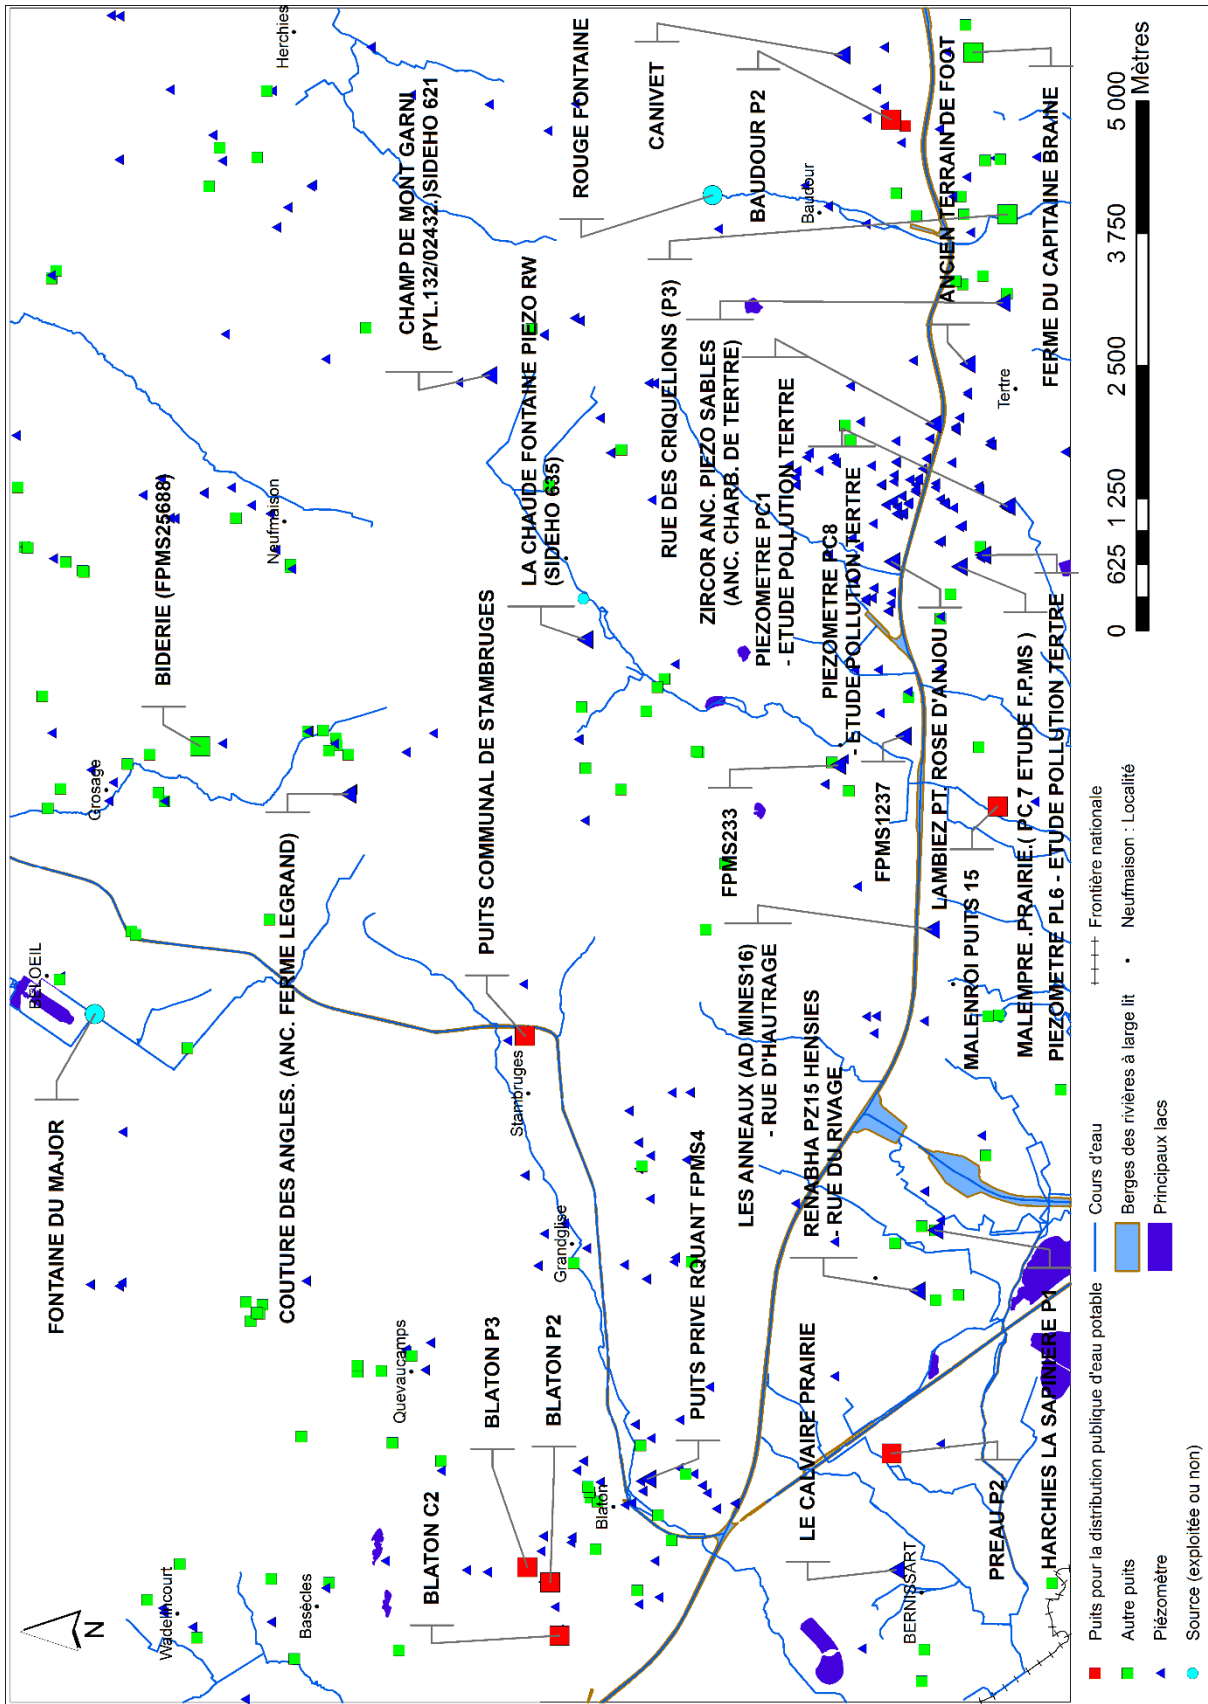 N
Wadelincourt
Basècles
Quevaucamps
FONTAINE DU MAJOR
BELOEIL
Grosage
BIDERIE (FPMS25688)
Neufmaison
Herchies
COUTURE DES ANGLES. (ANC. FERME LEGRAND)
CHAMP DE MONT GARNI
(PYL.132/02432.)SIDEHO 621
BLATON C2
BLATON P3
BLATON P2
Blaton
Grandglise
Stambruges
PUITS COMMUNAL DE STAMBRUGES
LA CHAUDE FONTAINE PIEZO RW
(SIDEHO 635)
ROUGE FONTAINE
CANIVET
BAUDOUR P2
Baudour
PUITS PRIVE RQUANT FPMS4
RUE DES CRIQUELIONS (P3)
ZIRCOR ANC. PIEZO SABLES
(ANC. CHARB. DE TERTRE)
PIEZOMETRE PC1
- ETUDE POLLUTION TERTRE
PIEZOMETRE PC8
- ETUDE POLLUTION TERTRE
FPMS233
FPMS1237
LES ANNEAUX (AD MINES16)
- RUE D'HAUTRAGE
RENABHA PZ15 HENSIES
- RUE DU RIVAGE
LE CALVAIRE PRAIRIE
BERNISSART
PREAU P2
HARCHIES LA SAPINIERE P1
LAMBIEZ PT. ROSE D'ANJOU
MALENROI PUITS 15
MALEMPRE .PRAIRIE.( PC 7 ETUDE F.P.MS )
PIEZOMETRE PL6 - ETUDE POLLUTION TERTRE
ANCIEN TERRAIN DE FOOT
Tertre
FERME DU CAPITAINE BRAINE
Puits pour la distribution publique d'eau potable
Autre puits
Piézomètre
Source (exploitée ou non)
Cours d'eau
Berges des rivières à large lit
Principaux lacs
Frontière nationale
Neufmaison : Localité
0 625 1 250 2 500 3 750 5 000
Mètres